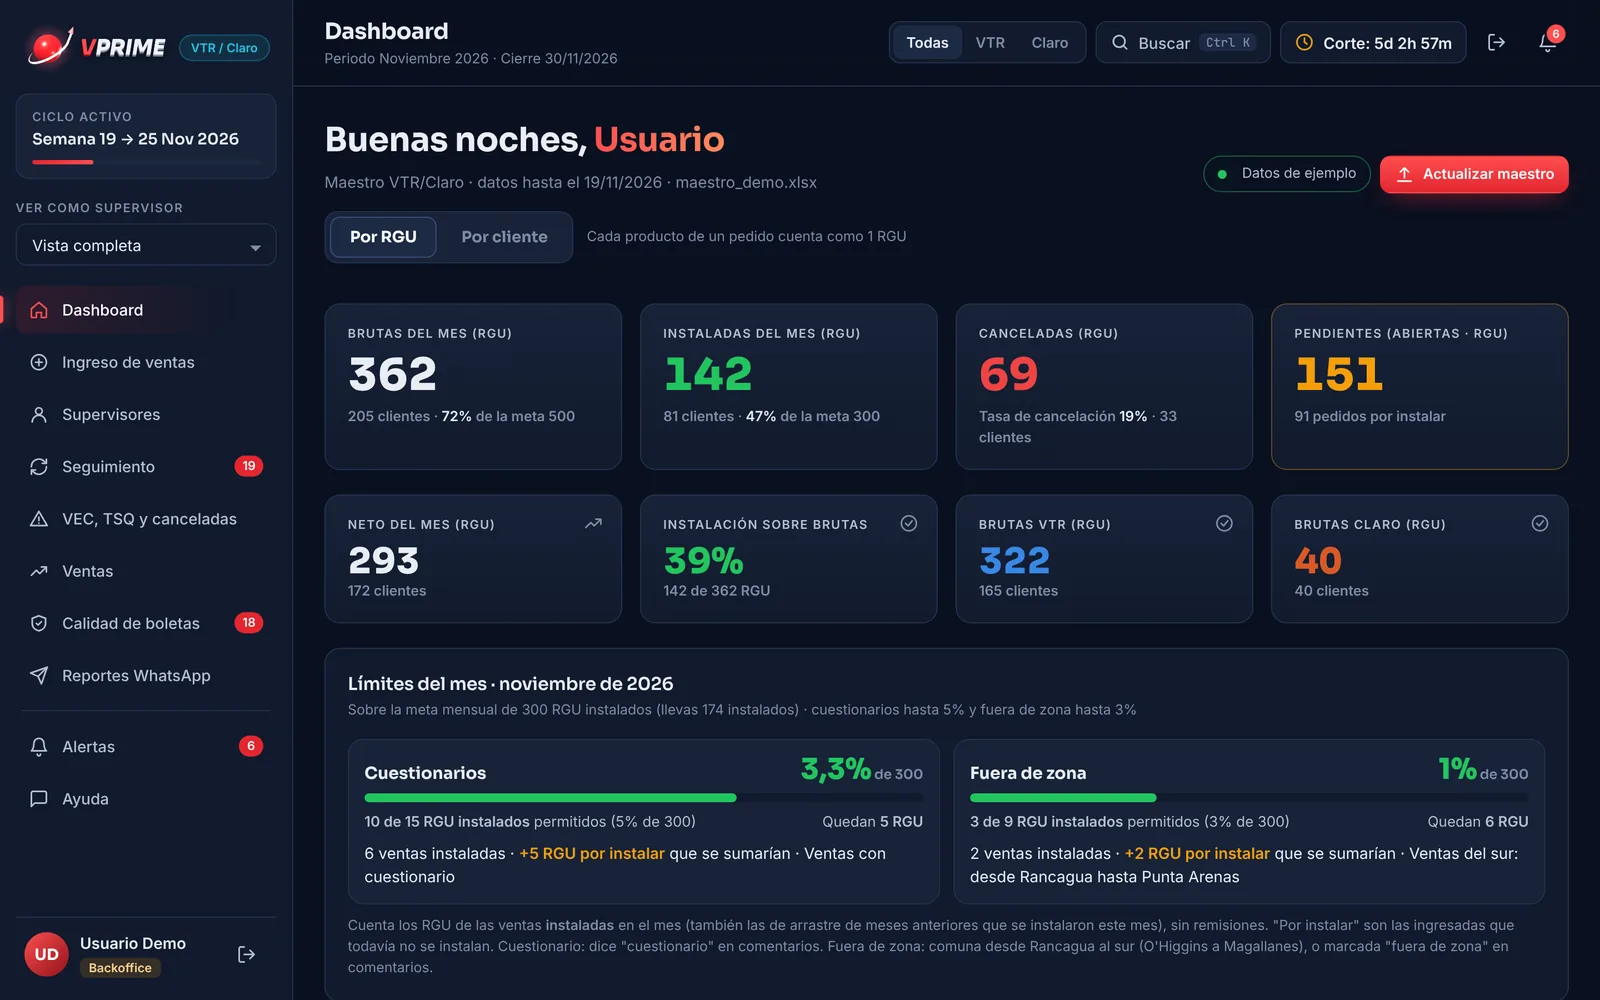 VPRIME
VTR / Claro
CICLO ACTIVO
Semana 19 → 25 Nov 2026
VER COMO SUPERVISOR
Vista completa
Dashboard
Ingreso de ventas
Supervisores
Seguimiento 19
VEC, TSQ y canceladas
Ventas
Calidad de boletas 18
Reportes WhatsApp
Alertas 6
Ayuda
UD
Usuario Demo
Backoffice
Dashboard
Periodo Noviembre 2026 · Cierre 30/11/2026
Todas VTR Claro
Buscar Ctrl K
Corte: 5d 2h 57m
6
Buenas noches, Usuario
Maestro VTR/Claro · datos hasta el 19/11/2026 · maestro_demo.xlsx
Datos de ejemplo
Actualizar maestro
Por RGU Por cliente Cada producto de un pedido cuenta como 1 RGU
BRUTAS DEL MES (RGU)
362
205 clientes · 72% de la meta 500
INSTALADAS DEL MES (RGU)
142
81 clientes · 47% de la meta 300
CANCELADAS (RGU)
69
Tasa de cancelación 19% · 33
clientes
PENDIENTES (ABIERTAS · RGU)
151
91 pedidos por instalar
NETO DEL MES (RGU)
293
172 clientes
INSTALACIÓN SOBRE BRUTAS
39%
142 de 362 RGU
BRUTAS VTR (RGU)
322
165 clientes
BRUTAS CLARO (RGU)
40
40 clientes
Límites del mes · noviembre de 2026
Sobre la meta mensual de 300 RGU instalados (llevas 174 instalados) · cuestionarios hasta 5% y fuera de zona hasta 3%
Cuestionarios 3,3% de 300
10 de 15 RGU instalados permitidos (5% de 300) Quedan 5 RGU
6 ventas instaladas · +5 RGU por instalar que se sumarían · Ventas con
cuestionario
Fuera de zona 1% de 300
3 de 9 RGU instalados permitidos (3% de 300) Quedan 6 RGU
2 ventas instaladas · +2 RGU por instalar que se sumarían · Ventas del sur:
desde Rancagua hasta Punta Arenas
Cuenta los RGU de las ventas instaladas en el mes (también las de arrastre de meses anteriores que se instalaron este mes), sin remisiones. "Por instalar" son las ingresadas que
todavía no se instalan. Cuestionario: dice "cuestionario" en comentarios. Fuera de zona: comuna desde Rancagua al sur (O'Higgins a Magallanes), o marcada "fuera de zona" en
comentarios.